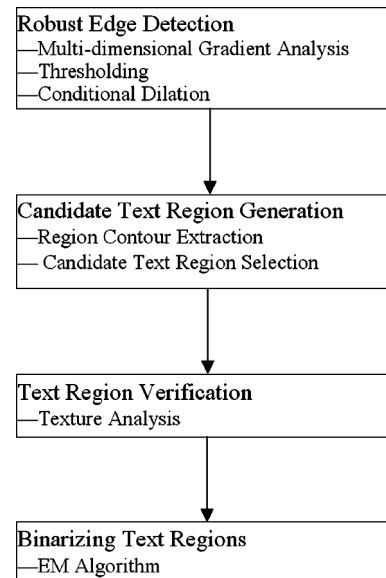 Robust Edge Detection
—Multi-dimensional Gradient Analysis
—Thresholding
—Conditional Dilation
Candidate Text Region Generation
—Region Contour Extraction
— Candidate Text Region Selection
Text Region Verification
—Texture Analysis
Binarizing Text Regions
—EM Algorithm